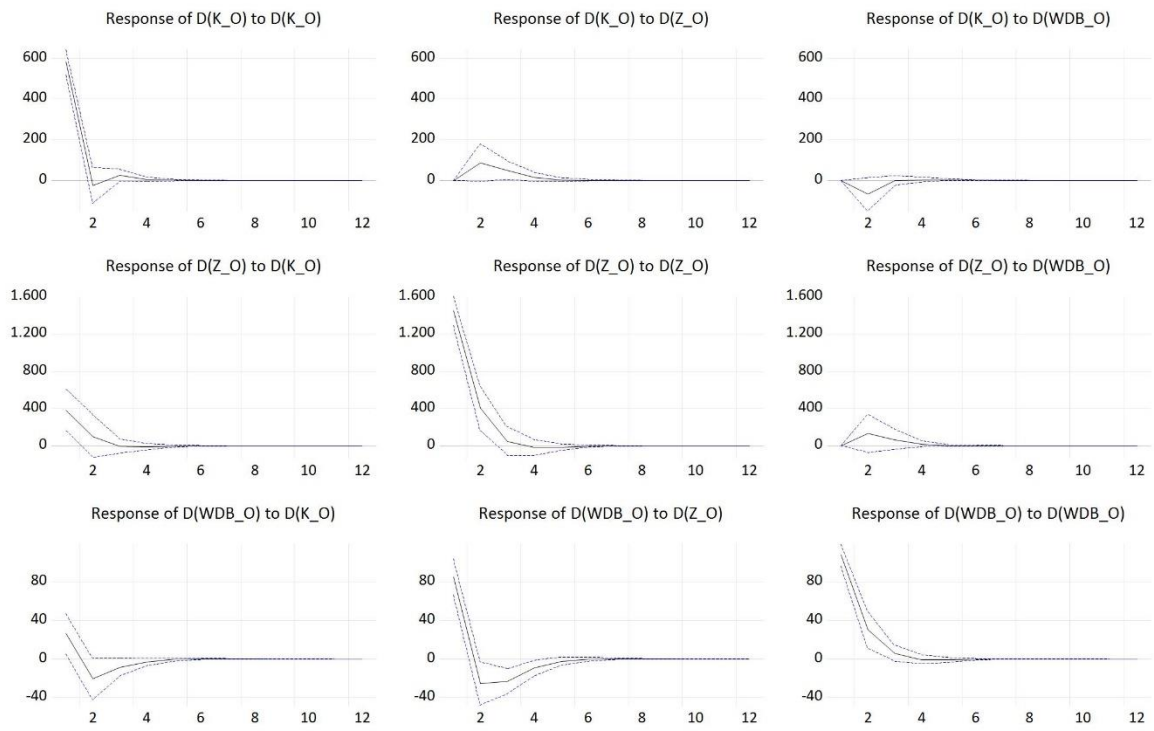 Response of D(K_O) to D(K_O)
600
400
200
0
2 4 6 8 10 12
Response of D(K_O) to D(Z_O)
600
400
200
0
2 4 6 8 10 12
Response of D(K_O) to D(WDB_O)
600
400
200
0
2 4 6 8 10 12
Response of D(Z_O) to D(K_O)
1.600
1.200
800
400
0
2 4 6 8 10 12
Response of D(Z_O) to D(Z_O)
1.600
1.200
800
400
0
2 4 6 8 10 12
Response of D(Z_O) to D(WDB_O)
1.600
1.200
800
400
0
2 4 6 8 10 12
Response of D(WDB_O) to D(K_O)
80
40
0
-40
2 4 6 8 10 12
Response of D(WDB_O) to D(Z_O)
80
40
0
-40
2 4 6 8 10 12
Response of D(WDB_O) to D(WDB_O)
80
40
0
-40
2 4 6 8 10 12